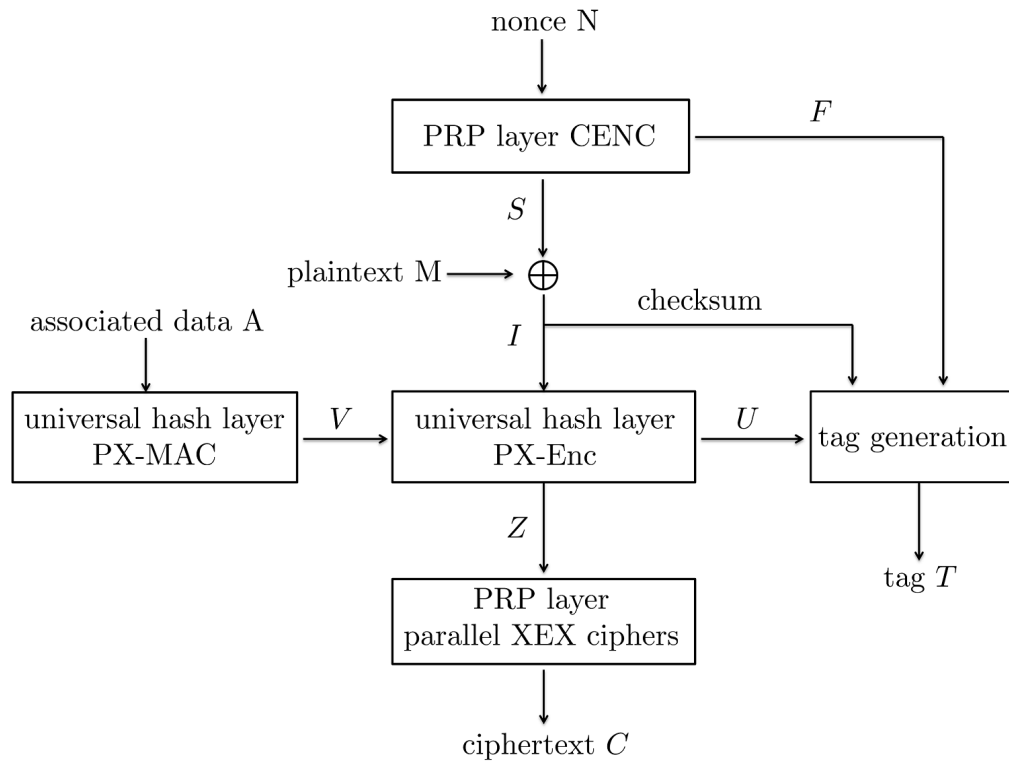 nonce N
PRP layer CENC
F
S
plaintext M
checksum
associated data A
I
universal hash layer
PX-MAC
V
universal hash layer
PX-Enc
U
tag generation
Z
tag T
PRP layer
parallel XEX ciphers
ciphertext C